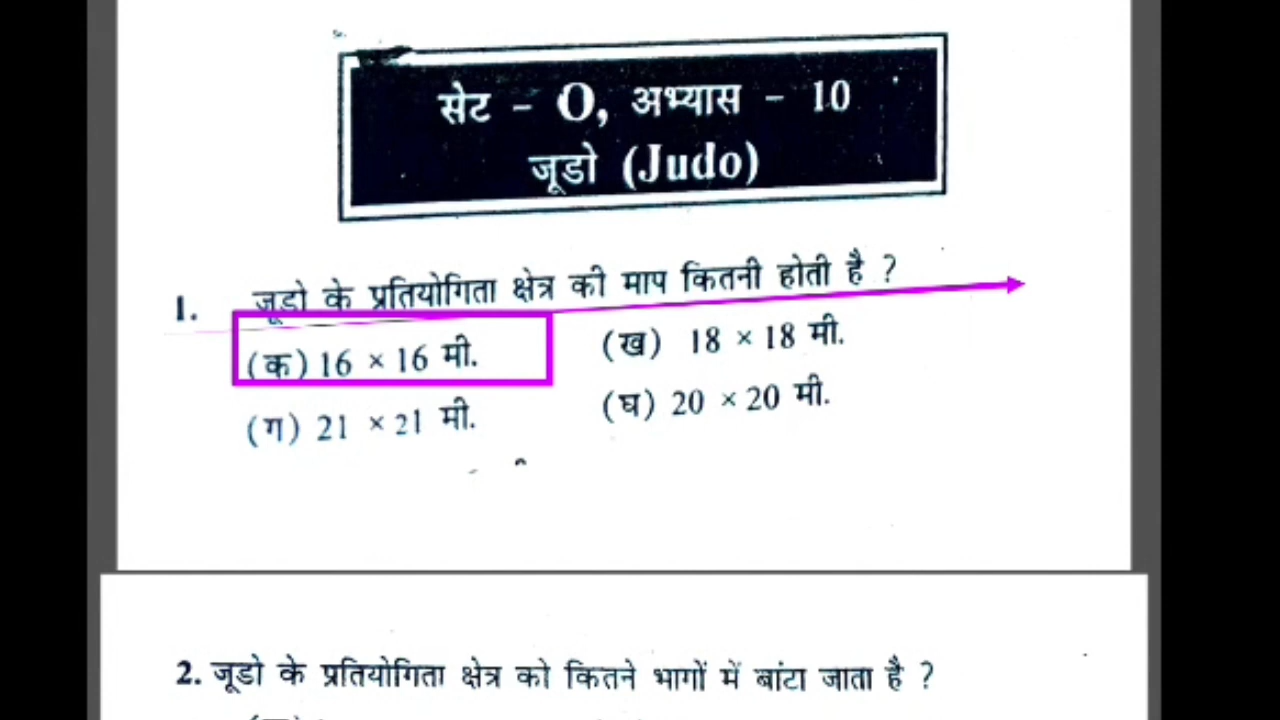 सेट - O, अभ्यास - 10
जूडो (Judo)
1. जूडो के प्रतियोगिता क्षेत्र की माप कितनी होती है ?
(क) 16 × 16 मी. (ख) 18 × 18 मी.
(ग) 21 × 21 मी. (घ) 20 × 20 मी.
2. जूडो के प्रतियोगिता क्षेत्र को कितने भागों में बांटा जाता है ?